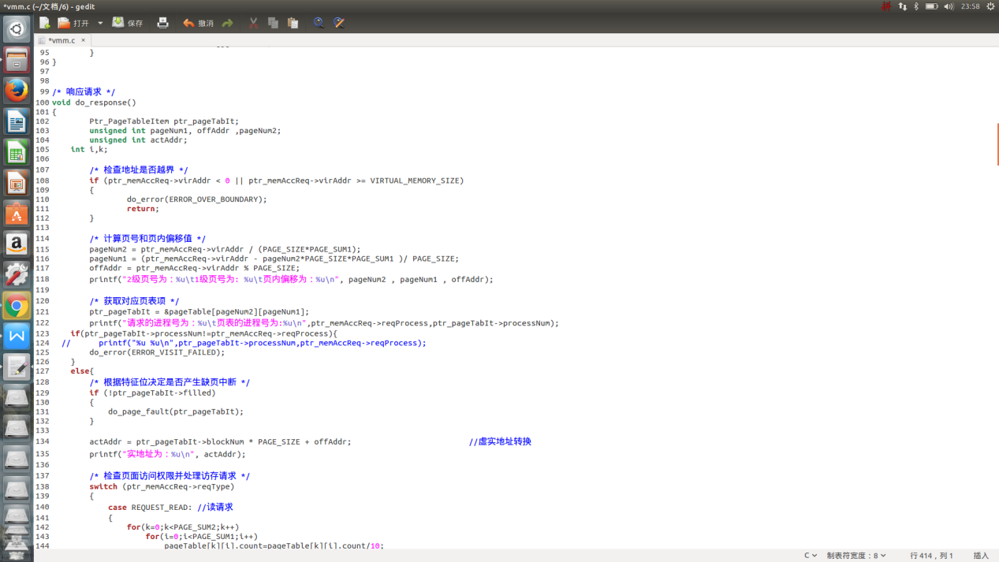 *vmm.c (~/文档/6) - gedit
拼
23:58
打开
保存
撤消
*vmm.c ×
95 }
96 }
97
98
99 /* 响应请求 */
100 void do_response()
101 {
102 Ptr_PageTableItem ptr_pageTabIt;
103 unsigned int pageNum1, offAddr ,pageNum2;
104 unsigned int actAddr;
105 int i,k;
106
107 /* 检查地址是否越界 */
108 if (ptr_memAccReq->virAddr < 0 || ptr_memAccReq->virAddr >= VIRTUAL_MEMORY_SIZE)
109 {
110 do_error(ERROR_OVER_BOUNDARY);
111 return;
112 }
113
114 /* 计算页号和页内偏移值 */
115 pageNum2 = ptr_memAccReq->virAddr / (PAGE_SIZE*PAGE_SUM1);
116 pageNum1 = (ptr_memAccReq->virAddr - pageNum2*PAGE_SIZE*PAGE_SUM1 )/ PAGE_SIZE;
117 offAddr = ptr_memAccReq->virAddr % PAGE_SIZE;
118 printf("2级页号为：%u\t1级页号为: %u\t页内偏移为：%u\n", pageNum2 , pageNum1 , offAddr);
119
120 /* 获取对应页表项 */
121 ptr_pageTabIt = &pageTable[pageNum2][pageNum1];
122 printf("请求的进程号为：%u\t页表的进程号为:%u\n",ptr_memAccReq->reqProcess,ptr_pageTabIt->processNum);
123 if(ptr_pageTabIt->processNum!=ptr_memAccReq->reqProcess){
124 // printf("%u %u\n",ptr_pageTabIt->processNum,ptr_memAccReq->reqProcess);
125 do_error(ERROR_VISIT_FAILED);
126 }
127 else{
128 /* 根据特征位决定是否产生缺页中断 */
129 if (!ptr_pageTabIt->filled)
130 {
131 do_page_fault(ptr_pageTabIt);
132 }
133
134 actAddr = ptr_pageTabIt->blockNum * PAGE_SIZE + offAddr; //虚实地址转换
135 printf("实地址为：%u\n", actAddr);
136
137 /* 检查页面访问权限并处理访存请求 */
138 switch (ptr_memAccReq->reqType)
139 {
140 case REQUEST_READ: //读请求
141 {
142 for(k=0;k<PAGE_SUM2;k++)
143 for(i=0;i<PAGE_SUM1;i++)
144 pageTable[k][i].count=pageTable[k][i].count/10;
C 制表符宽度：8 行 414，列 1 插入